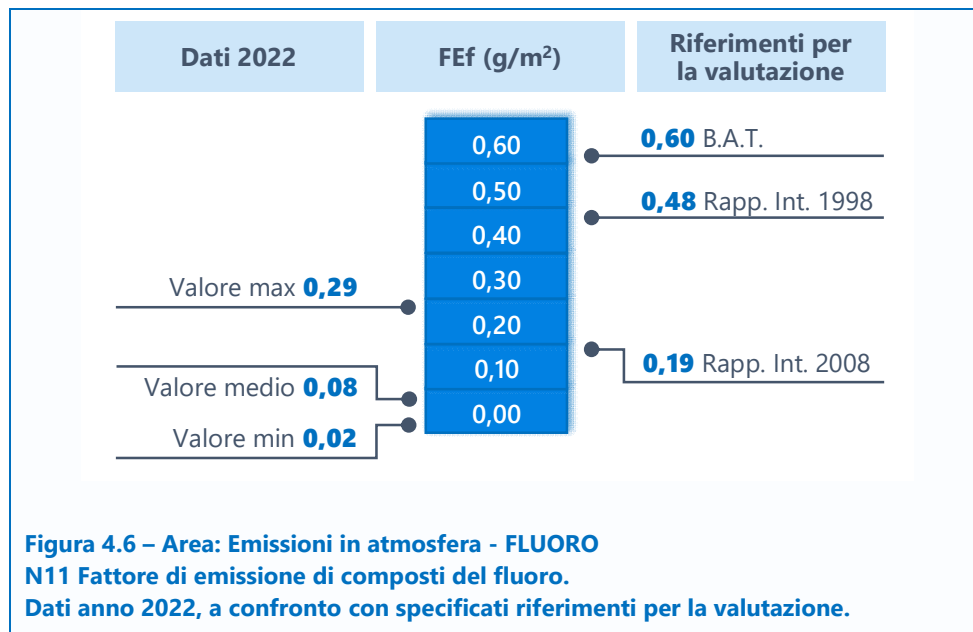 Dati 2022
FEf (g/m²)
Riferimenti per
la valutazione
0,60
0,50
0,40
0,30
0,20
0,10
0,00
Valore max 0,29
Valore medio 0,08
Valore min 0,02
0,60 B.A.T.
0,48 Rapp. Int. 1998
0,19 Rapp. Int. 2008
Figura 4.6 – Area: Emissioni in atmosfera - FLUORO
N11 Fattore di emissione di composti del fluoro.
Dati anno 2022, a confronto con specificati riferimenti per la valutazione.